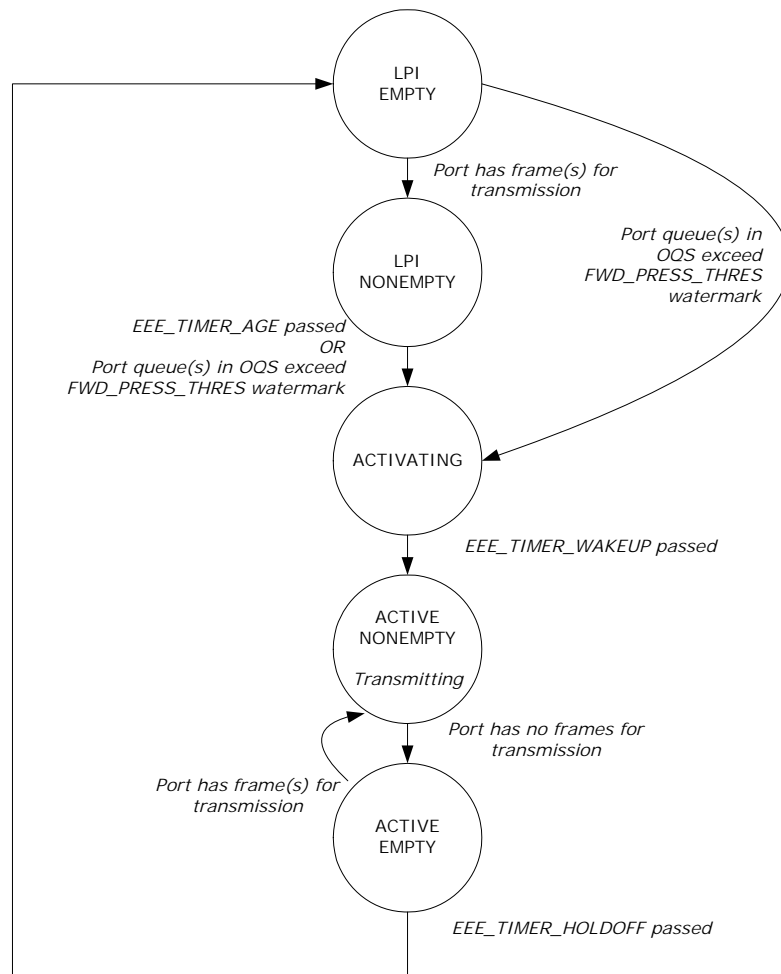 LPI
EMPTY
Port has frame(s) for
transmission
Port queue(s) in
OQS exceed
FWD_PRESS_THRES
watermark
LPI
NONEMPTY
EEE_TIMER_AGE passed
OR
Port queue(s) in OQS exceed
FWD_PRESS_THRES watermark
ACTIVATING
EEE_TIMER_WAKEUP passed
ACTIVE
NONEMPTY
Transmitting
Port has no frames for
transmission
Port has frame(s) for
transmission
ACTIVE
EMPTY
EEE_TIMER_HOLDOFF passed